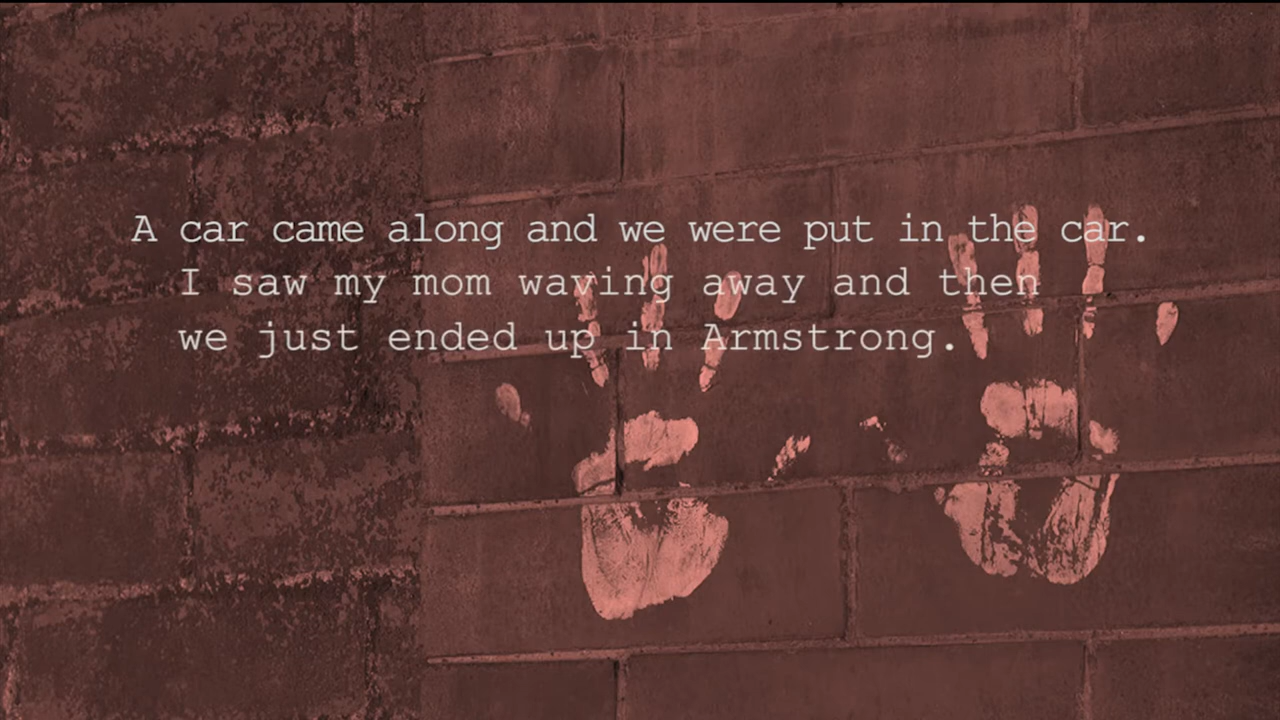 A car came along and we were put in the car.
I saw my mom waving away and then
we just ended up in Armstrong.